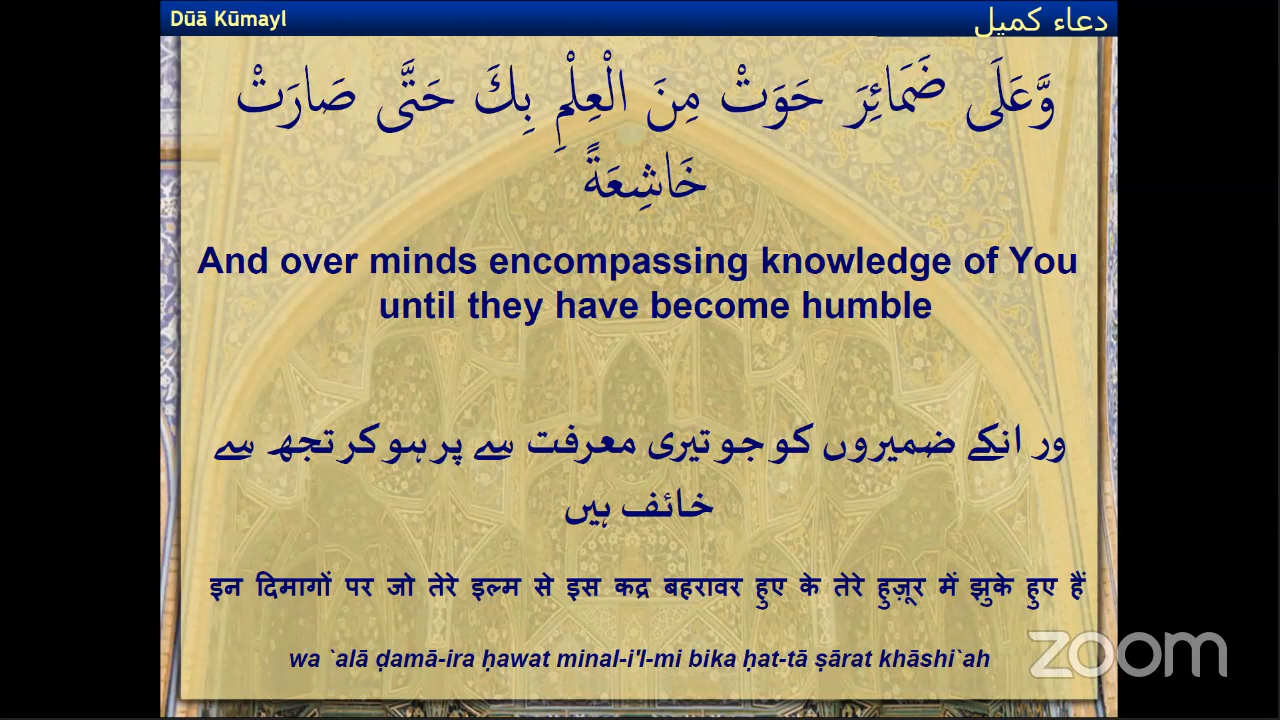 Dūā Kūmayl
دعاء كميل
وَّعَلَى ضَمَائِرَ حَوَتْ مِنَ الْعِلْمِ بِكَ حَتَّى صَارَتْ
خَاشِعَةً
And over minds encompassing knowledge of You
until they have become humble
ور انکے ضمیروں کو جو تیری معرفت سے پر ہو کر تجھ سے
خائف ہیں
इन दिमागों पर जो तेरे इल्म से इस कद्र बहरावर हुए के तेरे हुज़ूर में झुके हुए हैं
wa `alā ḍamā-ira ḥawat minal-i'l-mi bika ḥat-tā ṣārat khāshi`ah
zoom